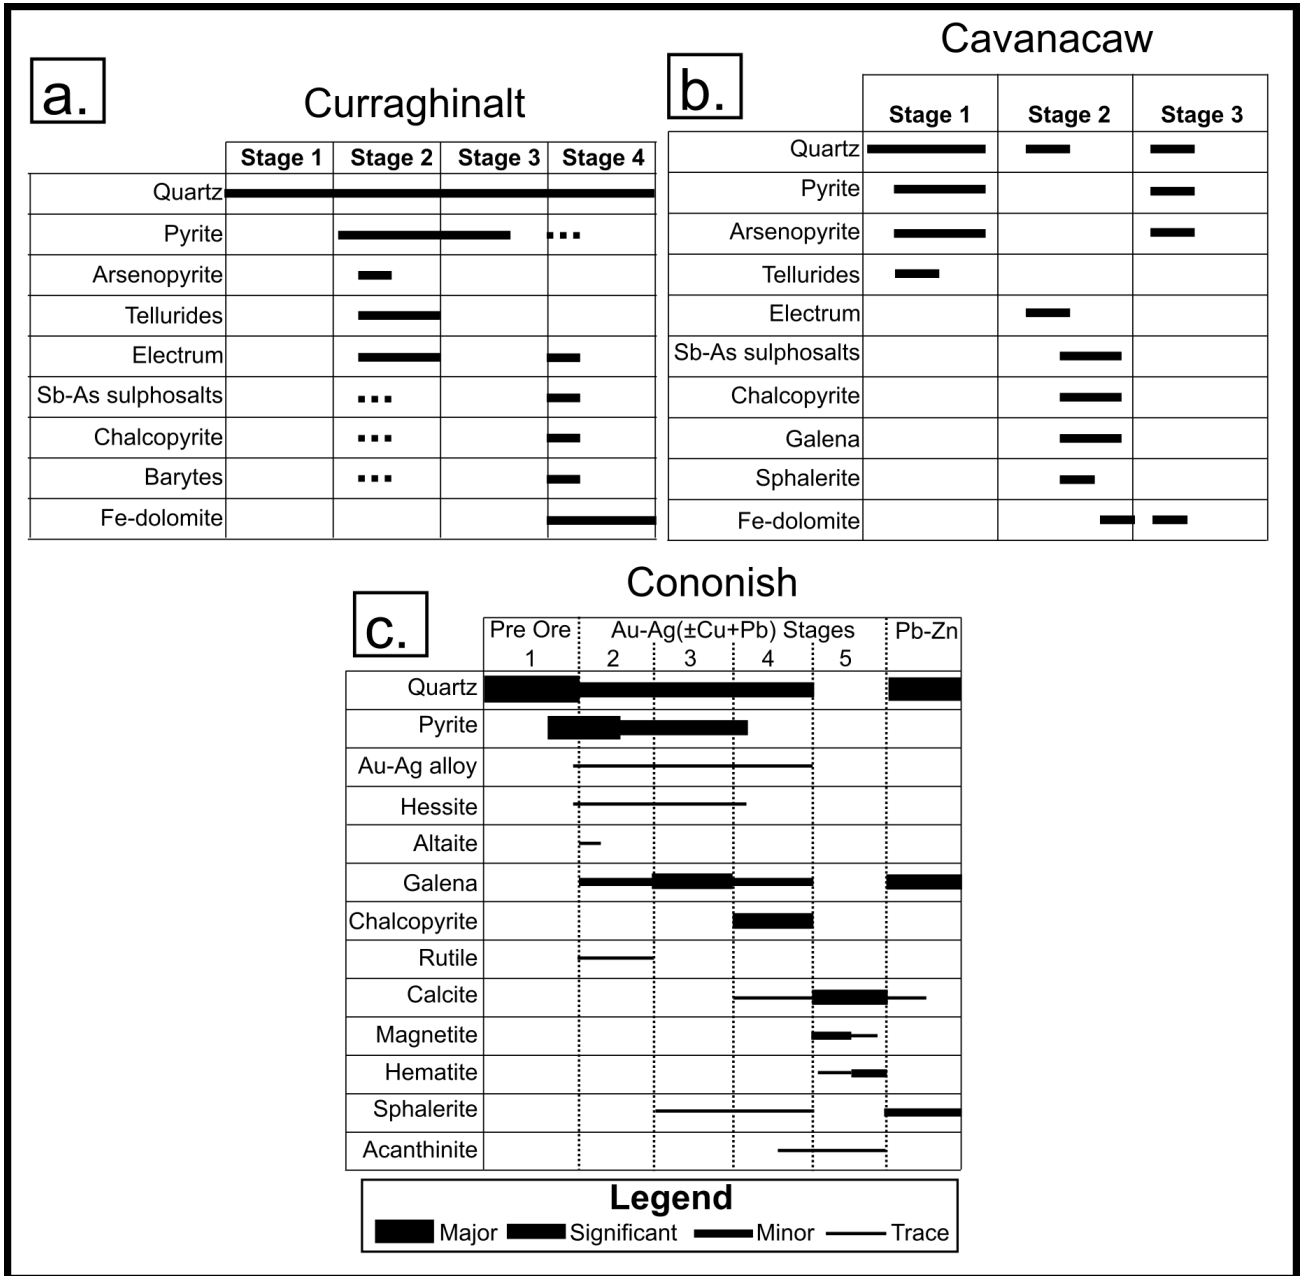 a.
Curraghinalt
Stage 1 Stage 2 Stage 3 Stage 4
Quartz
Pyrite
Arsenopyrite
Tellurides
Electrum
Sb-As sulphosalts
Chalcopyrite
Barytes
Fe-dolomite
b.
Cavanacaw
Stage 1 Stage 2 Stage 3
Quartz
Pyrite
Arsenopyrite
Tellurides
Electrum
Sb-As sulphosalts
Chalcopyrite
Galena
Sphalerite
Fe-dolomite
c.
Cononish
Pre Ore Au-Ag(±Cu+Pb) Stages Pb-Zn
1 2 3 4 5
Quartz
Pyrite
Au-Ag alloy
Hessite
Altaite
Galena
Chalcopyrite
Rutile
Calcite
Magnetite
Hematite
Sphalerite
Acanthinite
Legend
Major Significant Minor Trace